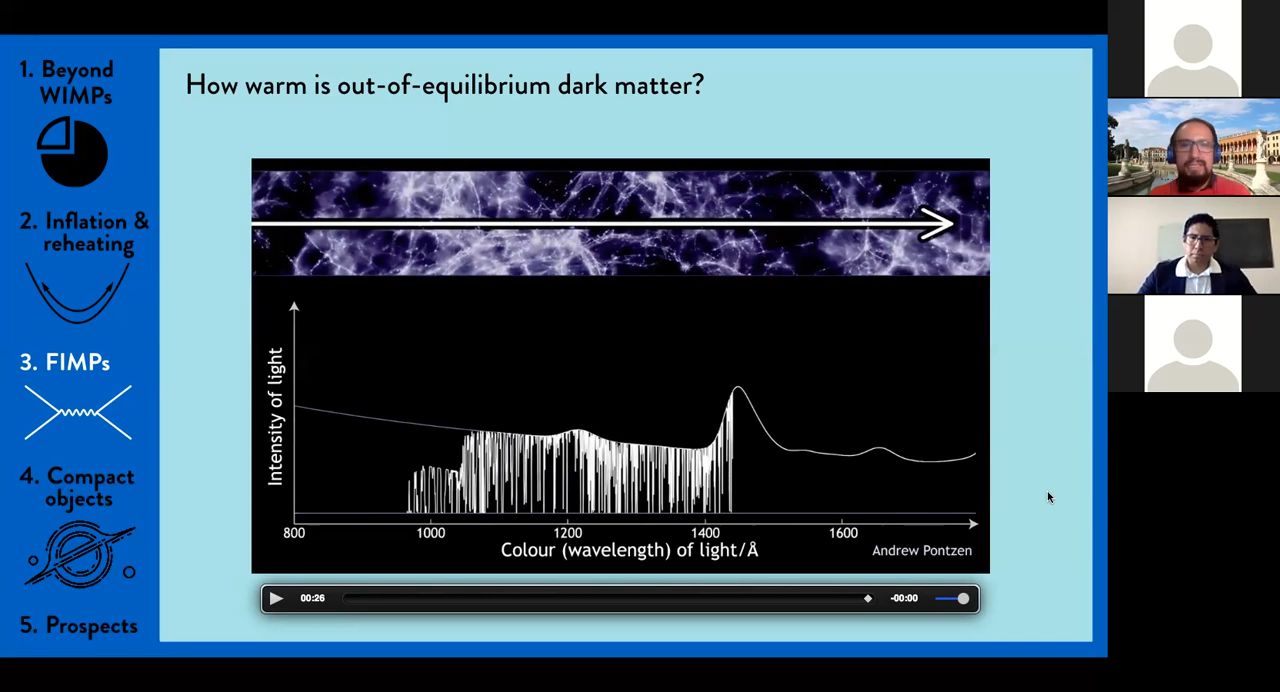 1. Beyond
WIMPs
2. Inflation &
reheating
3. FIMPs
4. Compact
objects
5. Prospects
How warm is out-of-equilibrium dark matter?
Intensity of light
800
1000
1200
1400
1600
Colour (wavelength) of light/Å
Andrew Pontzen
00:26
-00:00